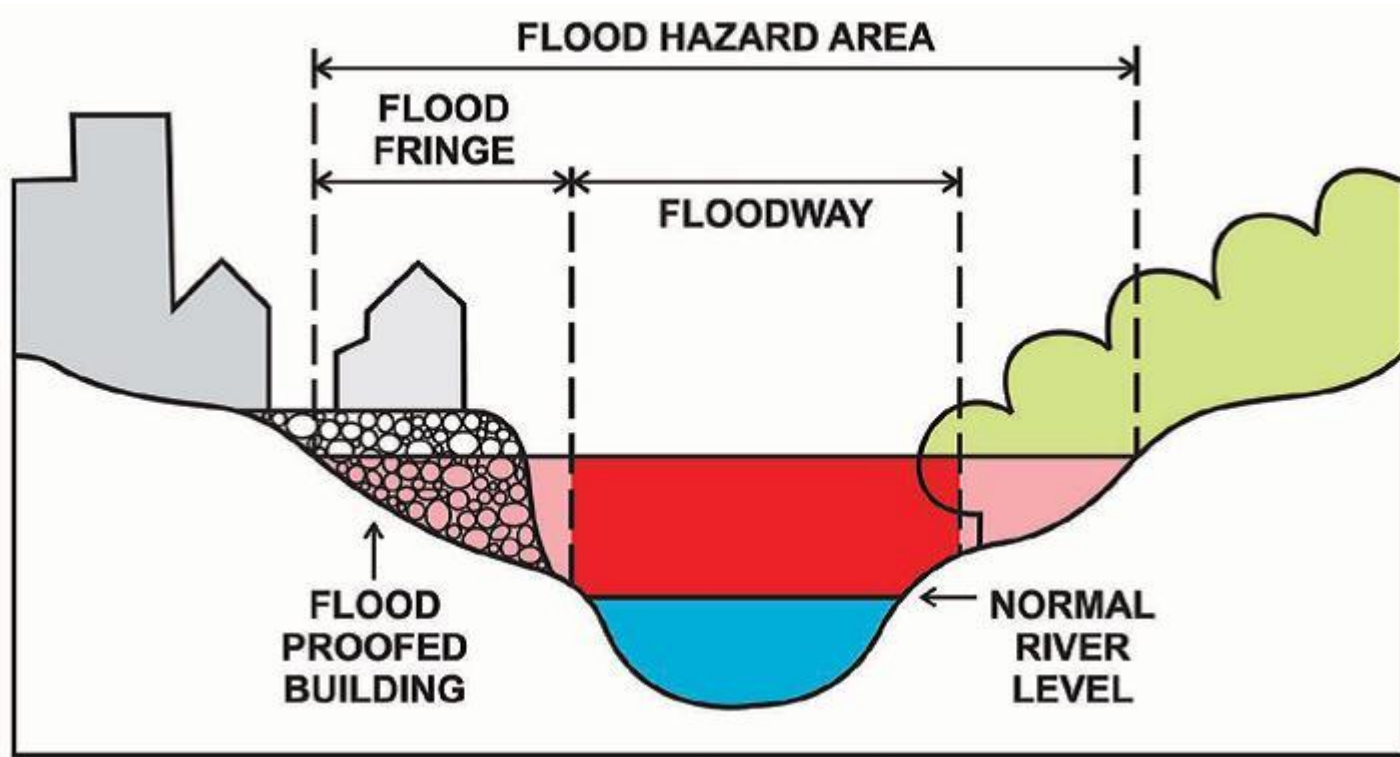 FLOOD HAZARD AREA
FLOOD
FRINGE
FLOODWAY
FLOOD
PROOFED
BUILDING
NORMAL
RIVER
LEVEL